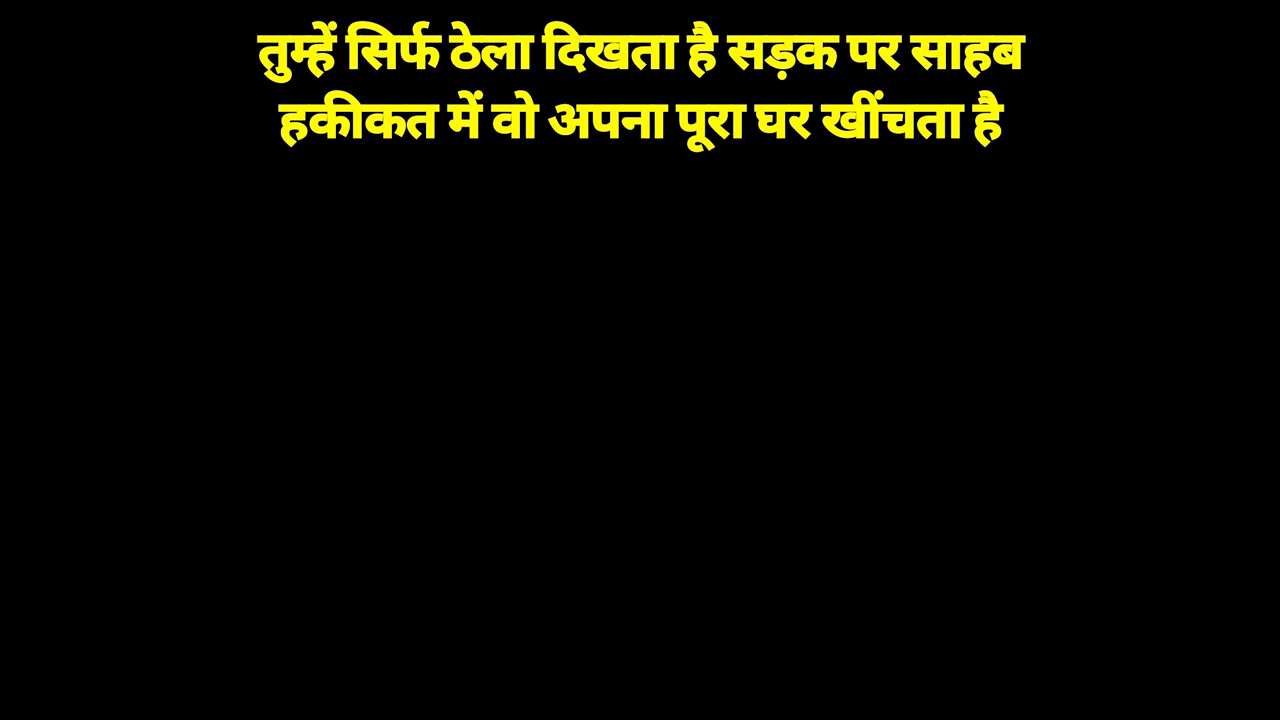 तुम्हें सिर्फ ठेला दिखता है सड़क पर साहब
हकीकत में वो अपना पूरा घर खींचता है